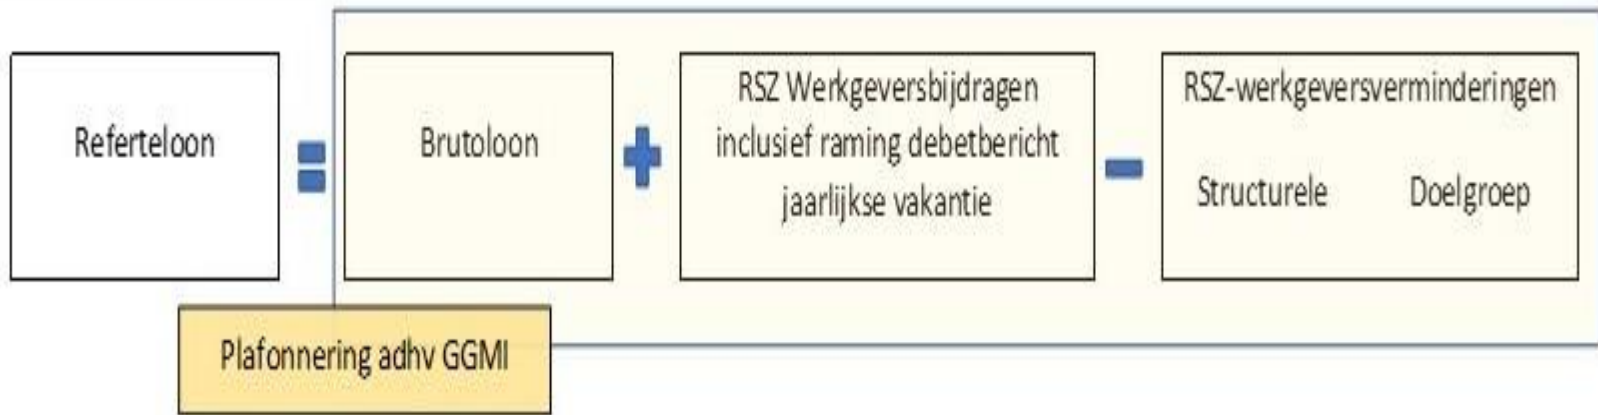 Referteloon
Brutoloon
RSZ Werkgeversbijdragen
inclusief raming debetbericht
jaarlijkse vakantie
RSZ-werkgeversverminderingen
Structurele Doelgroep
Plafonnering adhv GGMI